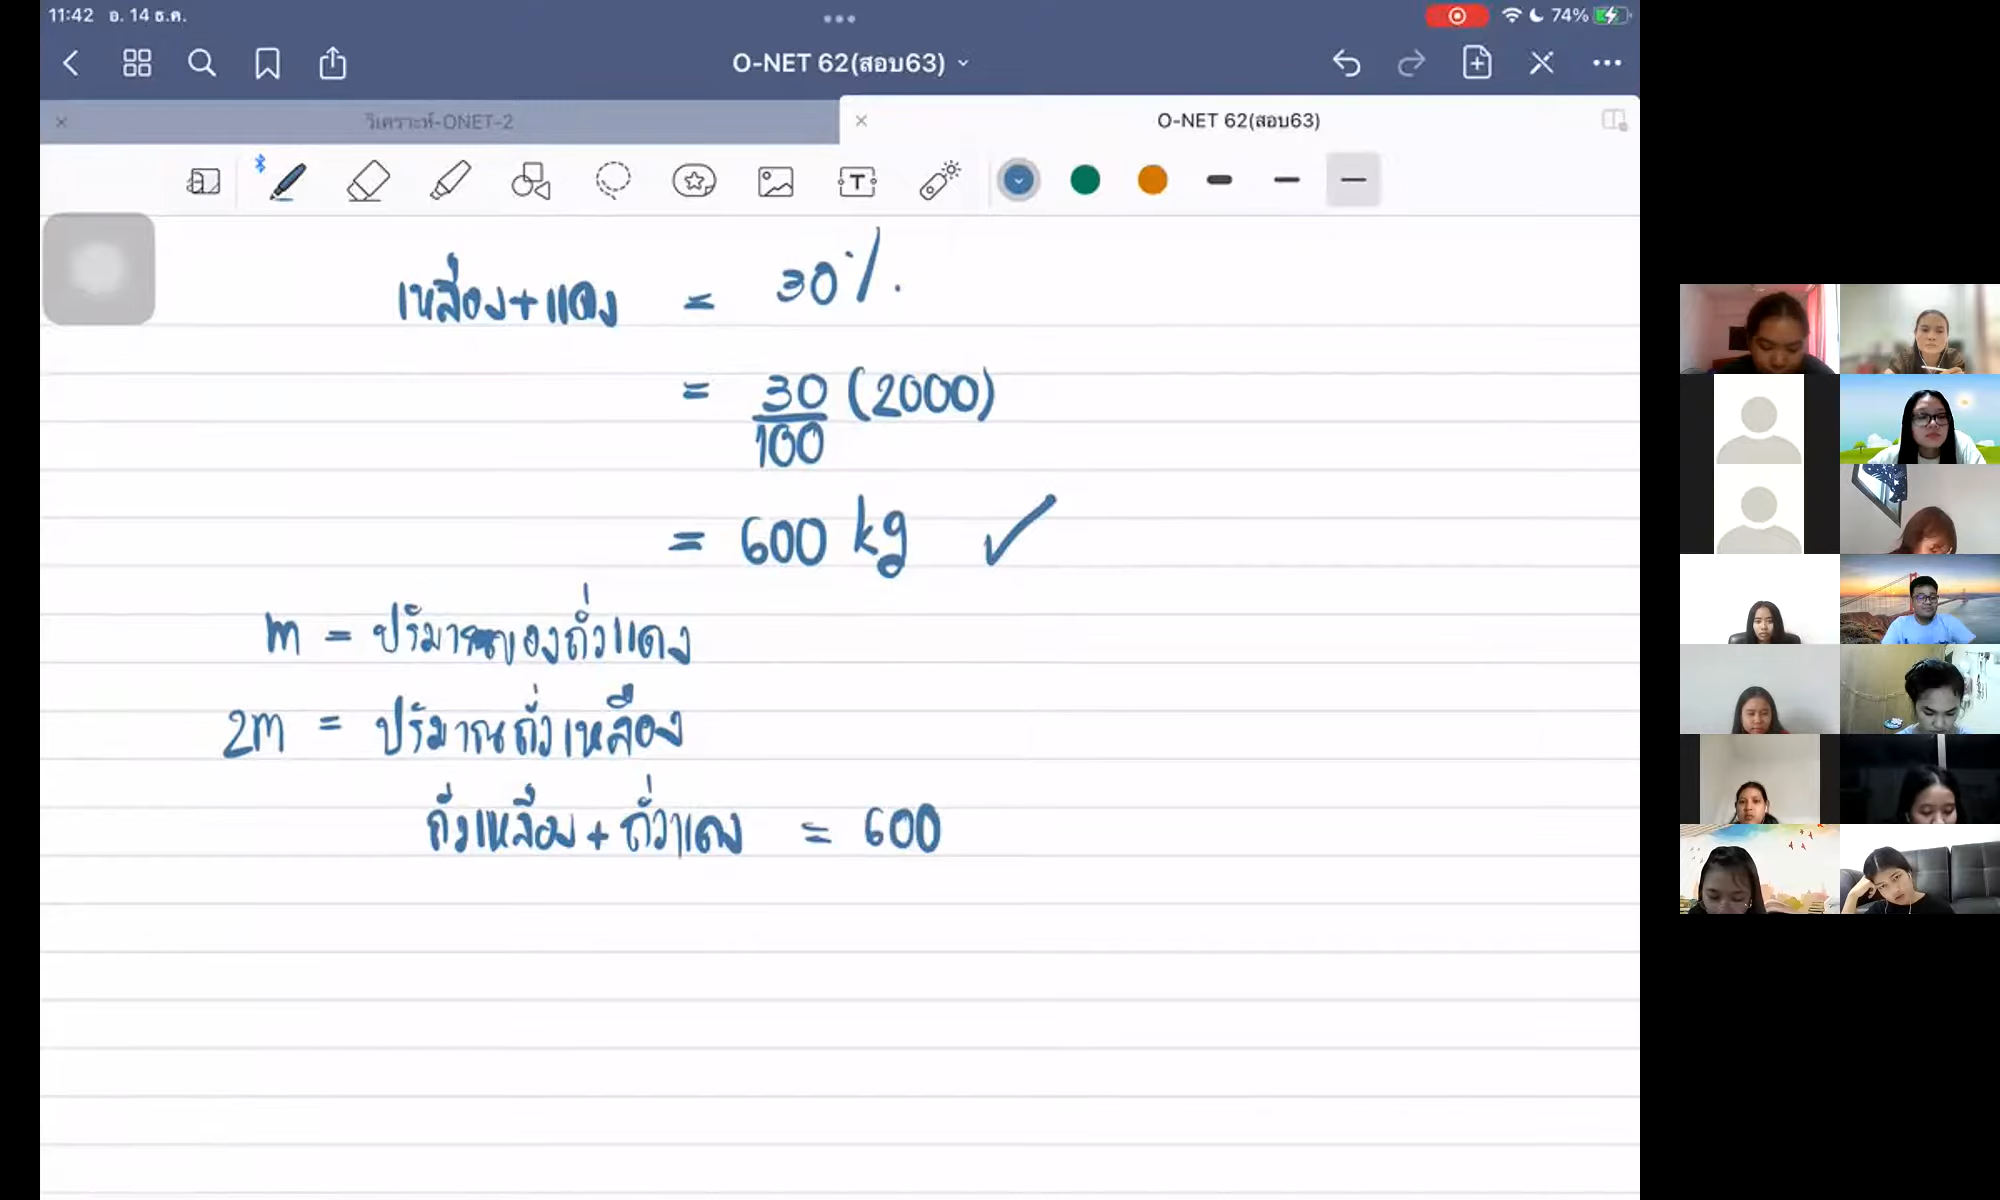 11:42 อ. 14 ธ.ค.
74%
O-NET 62(สอบ63)
วิเคราะห์-ONET-2
O-NET 62(สอบ63)
เหลือง+แดง = 30%
= 30/100 (2000)
= 600 kg ✓
m = ปริมาณของถั่วแดง
2m = ปริมาณถั่วเหลือง
ถั่วเหลือง + ถั่วแดง = 600